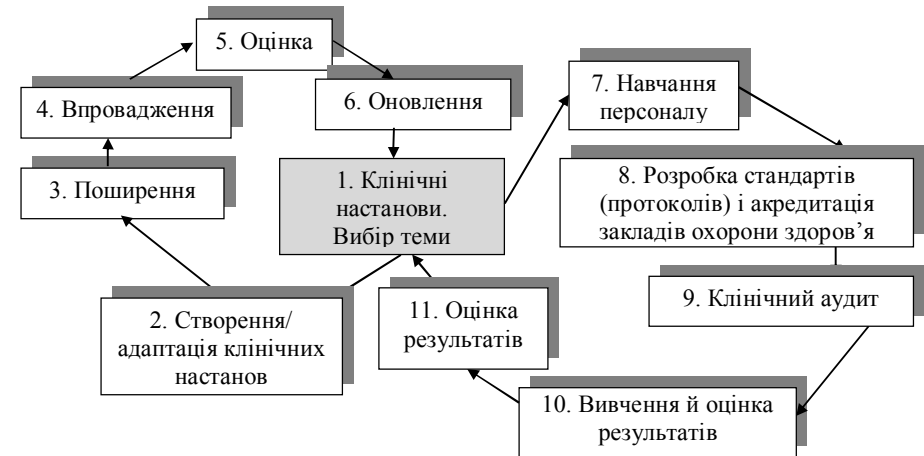 5. Оцінка
6. Оновлення
7. Навчання
персоналу
4. Впровадження
3. Поширення
1. Клінічні
настанови.
Вибір теми
8. Розробка стандартів
(протоколів) і акредитація
закладів охорони здоров’я
9. Клінічний аудит
2. Створення/
адаптація клінічних
настанов
11. Оцінка
результатів
10. Вивчення й оцінка
результатів